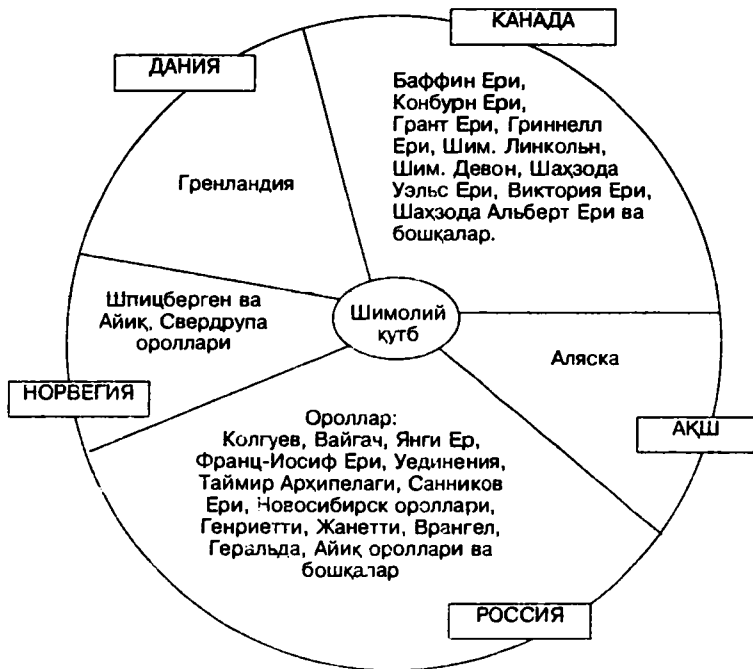 КАНАДА
ДАНИЯ
Баффин Ери,
Конбурн Ери,
Грант Ери, Гриннелл
Ери, Шим. Линкольн,
Шим. Девон, Шаҳзода
Уэльс Ери, Виктория Ери,
Шаҳзода Альберт Ери ва
бошқалар.
Гренландия
Шпицберген ва
Айиқ, Свердрупа
ороллари
Шимолий
қутб
Аляска
НОРВЕГИЯ
АҚШ
Ороллар:
Колгуев, Вайгач, Янги Ер,
Франц-Иосиф Ери, Уединения,
Таймир Архипелаги, Санников
Ери, Новосибирск ороллари,
Генриетти, Жанетти, Врангел,
Геральда, Айиқ ороллари ва
бошқалар
РОССИЯ